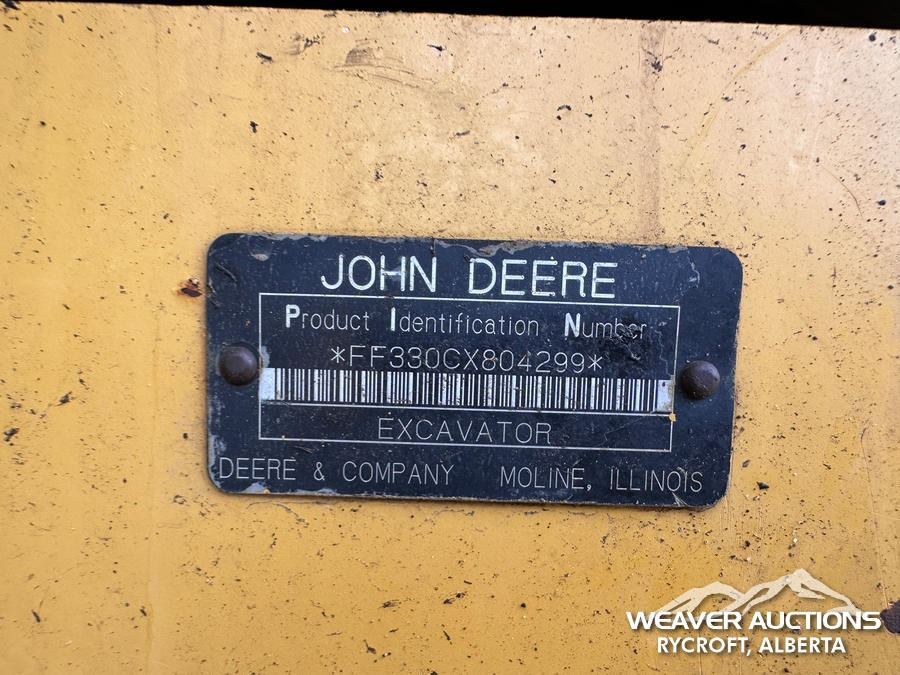 JOHN DEERE
Product Identification Number
*FF330CX804299*
EXCAVATOR
DEERE & COMPANY MOLINE, ILLINOIS
WEAVER AUCTIONS
RYCROFT, ALBERTA